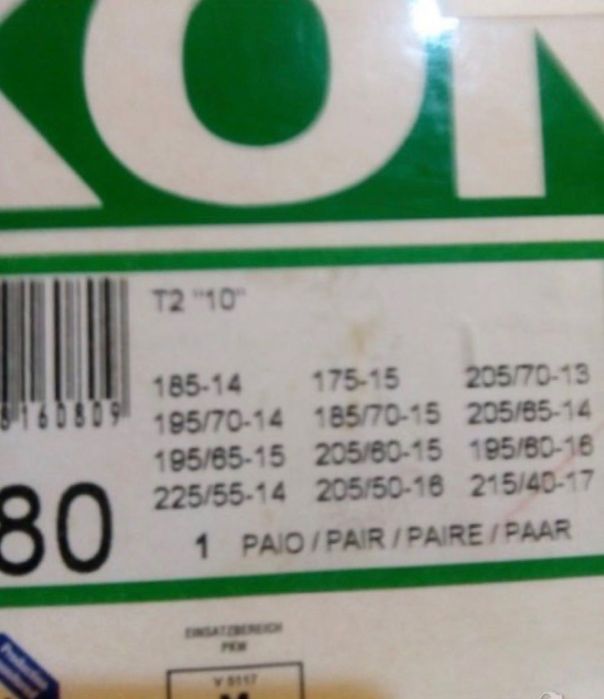 KON
T2 "10"
185-14 175-15 205/70-13
195/70-14 185/70-15 205/65-14
195/65-15 205/60-15 195/60-16
225/55-14 205/50-16 215/40-17
8160809
80
1 PAIO / PAIR / PAIRE / PAAR
EINSATZBEREICH
PKW
V 5117